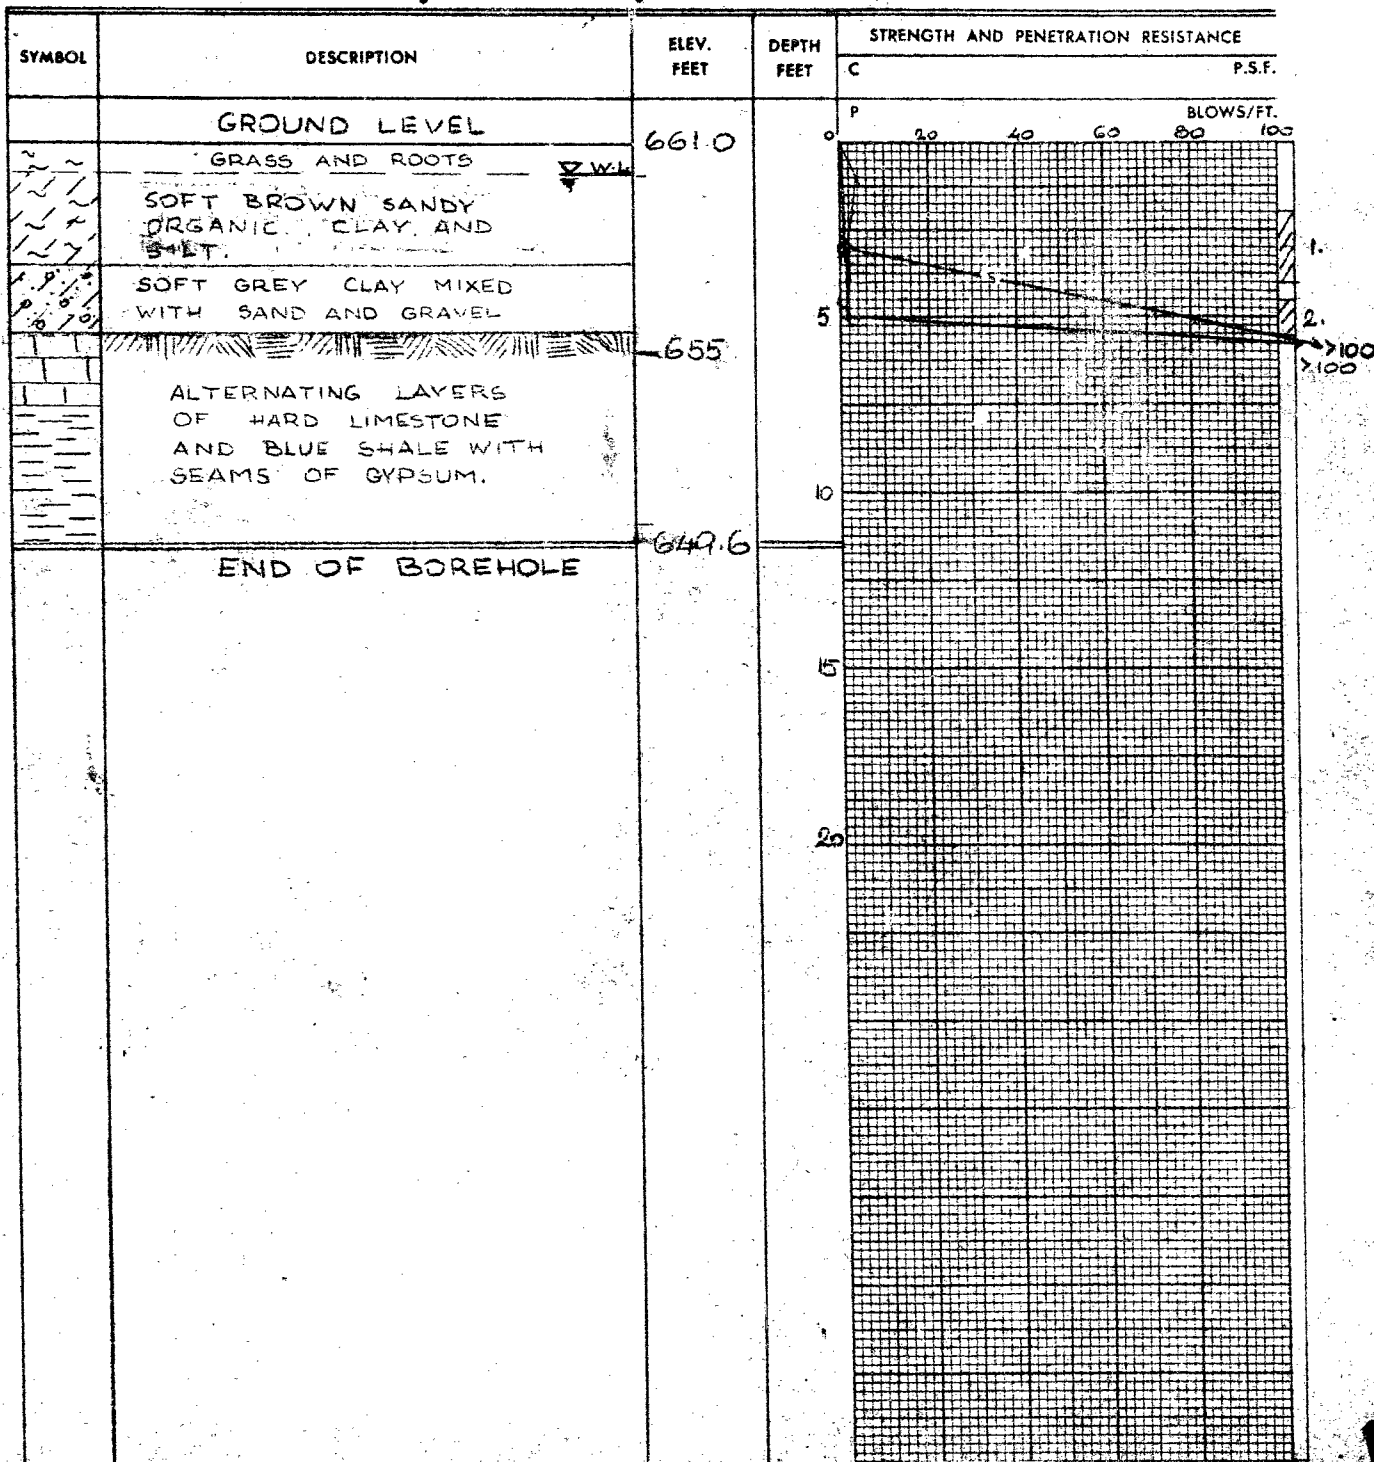 SYMBOL DESCRIPTION ELEV. FEET DEPTH FEET STRENGTH AND PENETRATION RESISTANCE
C P.S.F.
P BLOWS/FT.
0 20 40 60 80 100
GROUND LEVEL 661.0
GRASS AND ROOTS W.L.
SOFT BROWN SANDY
ORGANIC CLAY AND
SILT.
1.
SOFT GREY CLAY MIXED
WITH SAND AND GRAVEL
5 2.
655 >100
>100
ALTERNATING LAYERS
OF HARD LIMESTONE
AND BLUE SHALE WITH
SEAMS OF GYPSUM.
10
649.6
END OF BOREHOLE
15
20